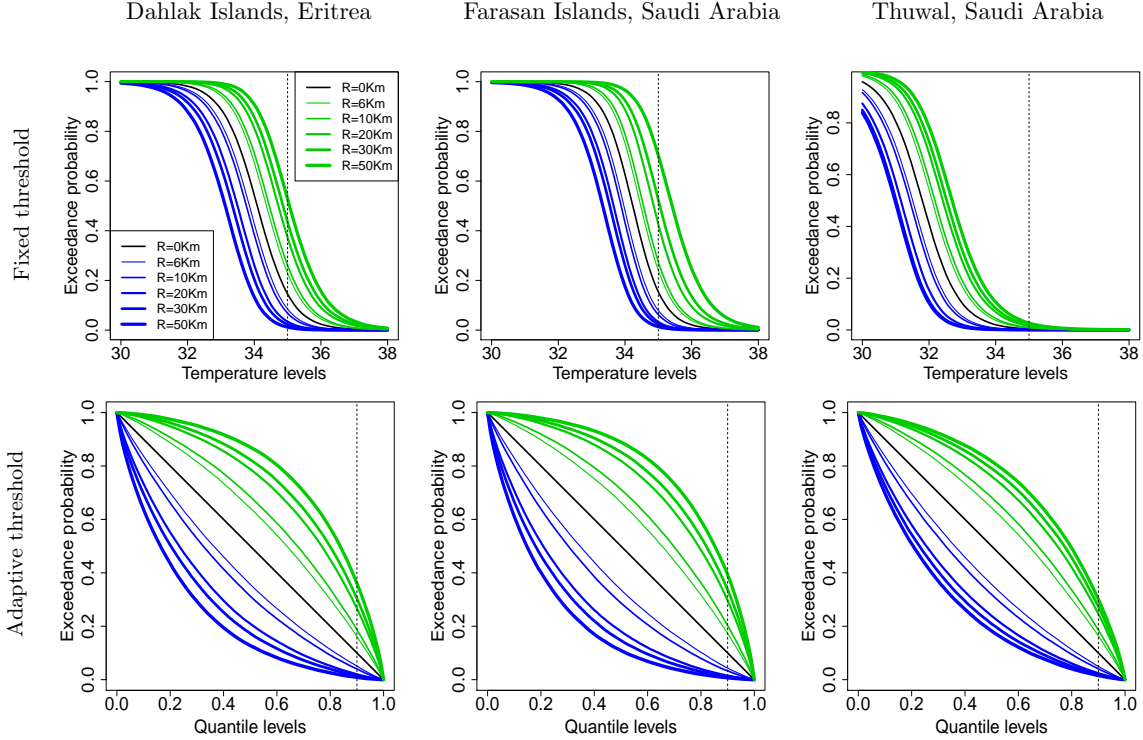 Dahlak Islands, Eritrea
Farasan Islands, Saudi Arabia
Thuwal, Saudi Arabia
Fixed threshold
Exceedance probability
0.0 0.2 0.4 0.6 0.8 1.0
R=0Km
R=6Km
R=10Km
R=20Km
R=30Km
R=50Km
R=0Km
R=6Km
R=10Km
R=20Km
R=30Km
R=50Km
30 32 34 36 38
Temperature levels
Exceedance probability
0.0 0.2 0.4 0.6 0.8 1.0
30 32 34 36 38
Temperature levels
Exceedance probability
0.0 0.2 0.4 0.6 0.8 1.0
30 32 34 36 38
Temperature levels
Adaptive threshold
Exceedance probability
0.0 0.2 0.4 0.6 0.8 1.0
0.0 0.2 0.4 0.6 0.8 1.0
Quantile levels
Exceedance probability
0.0 0.2 0.4 0.6 0.8 1.0
0.0 0.2 0.4 0.6 0.8 1.0
Quantile levels
Exceedance probability
0.0 0.2 0.4 0.6 0.8 1.0
0.0 0.2 0.4 0.6 0.8 1.0
Quantile levels